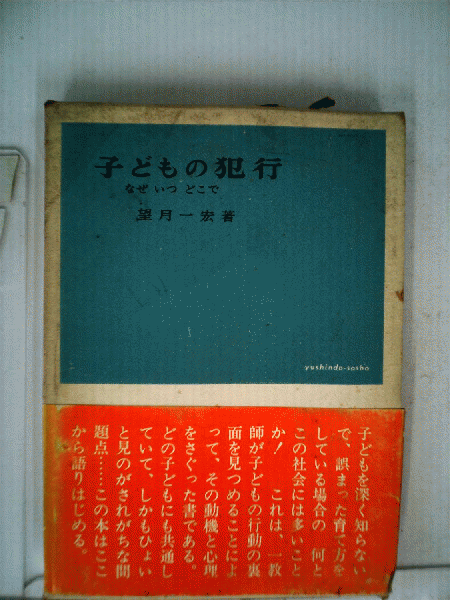 子どもの犯行
なぜ いつ どこで
望月一宏著
yushindo-sosho
子どもを深く知らない
で、誤まった育て方を
している場合の 何と
この社会には多いこと
か! これは、一教
師が子どもの行動の裏
面を見つめることによ
って、その動機と心理
をさぐった書である。
どの子どもにも共通し
ていて、しかもひょい
と見のがされがちな問
題点……この本はここ
から語りはじめる。